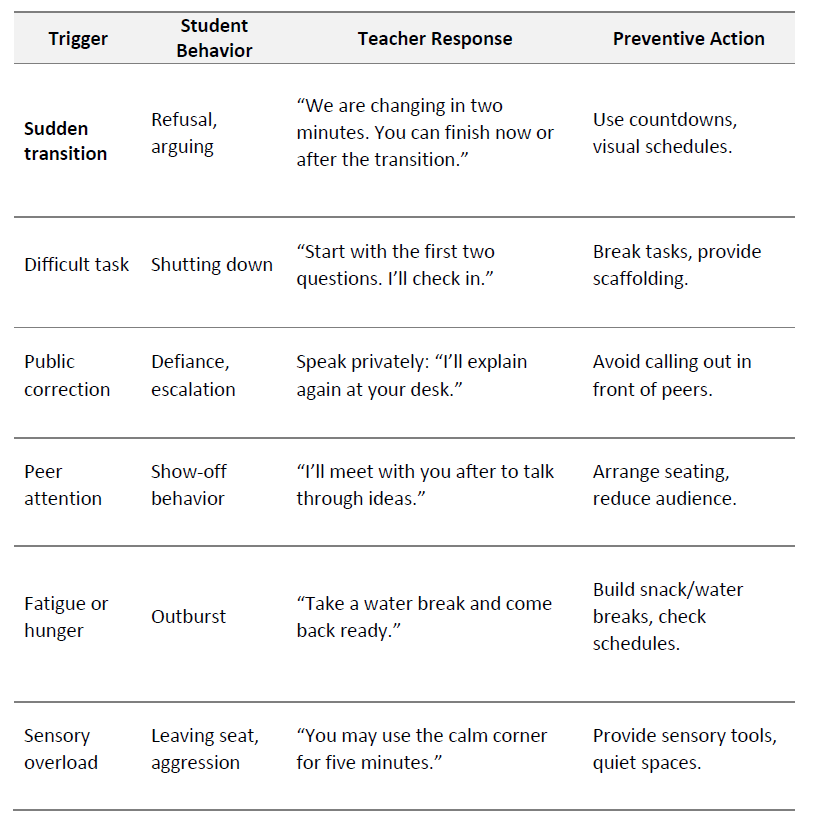 Trigger
Student
Behavior
Teacher Response
Preventive Action
Sudden
transition
Refusal,
arguing
“We are changing in two
minutes. You can finish now or
after the transition.”
Use countdowns,
visual schedules.
Difficult task
Shutting down
“Start with the first two
questions. I’ll check in.”
Break tasks, provide
scaffolding.
Public
correction
Defiance,
escalation
Speak privately: “I’ll explain
again at your desk.”
Avoid calling out in
front of peers.
Peer
attention
Show-off
behavior
“I’ll meet with you after to talk
through ideas.”
Arrange seating,
reduce audience.
Fatigue or
hunger
Outburst
“Take a water break and come
back ready.”
Build snack/water
breaks, check
schedules.
Sensory
overload
Leaving seat,
aggression
“You may use the calm corner
for five minutes.”
Provide sensory tools,
quiet spaces.